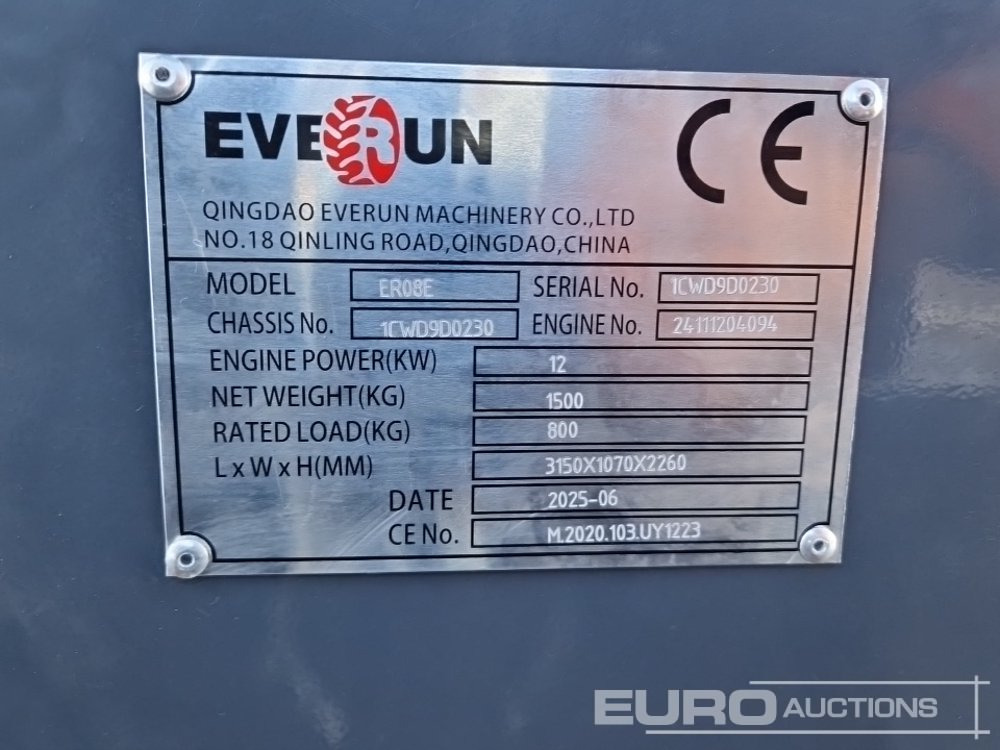 EVERUN
CE
QINGDAO EVERUN MACHINERY CO.,LTD
NO.18 QINLING ROAD,QINGDAO,CHINA
MODEL ER08E SERIAL No. 1CWD9D0230
CHASSIS No. 1CWD9D0230 ENGINE No. 24111204094
ENGINE POWER(KW) 12
NET WEIGHT(KG) 1500
RATED LOAD(KG) 800
L x W x H(MM) 3150X1070X2260
DATE 2025-06
CE No. M.2020.103.UY1223
EURO AUCTIONS